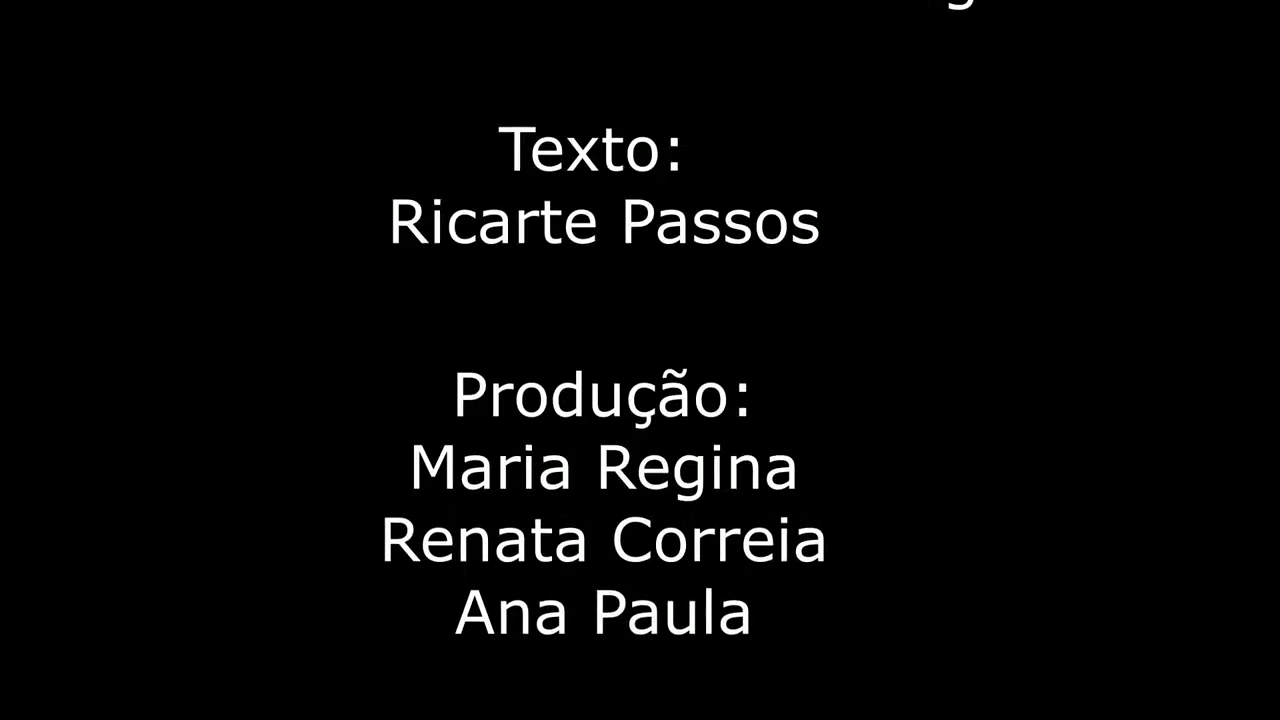 Texto:
Ricarte Passos
Produção:
Maria Regina
Renata Correia
Ana Paula